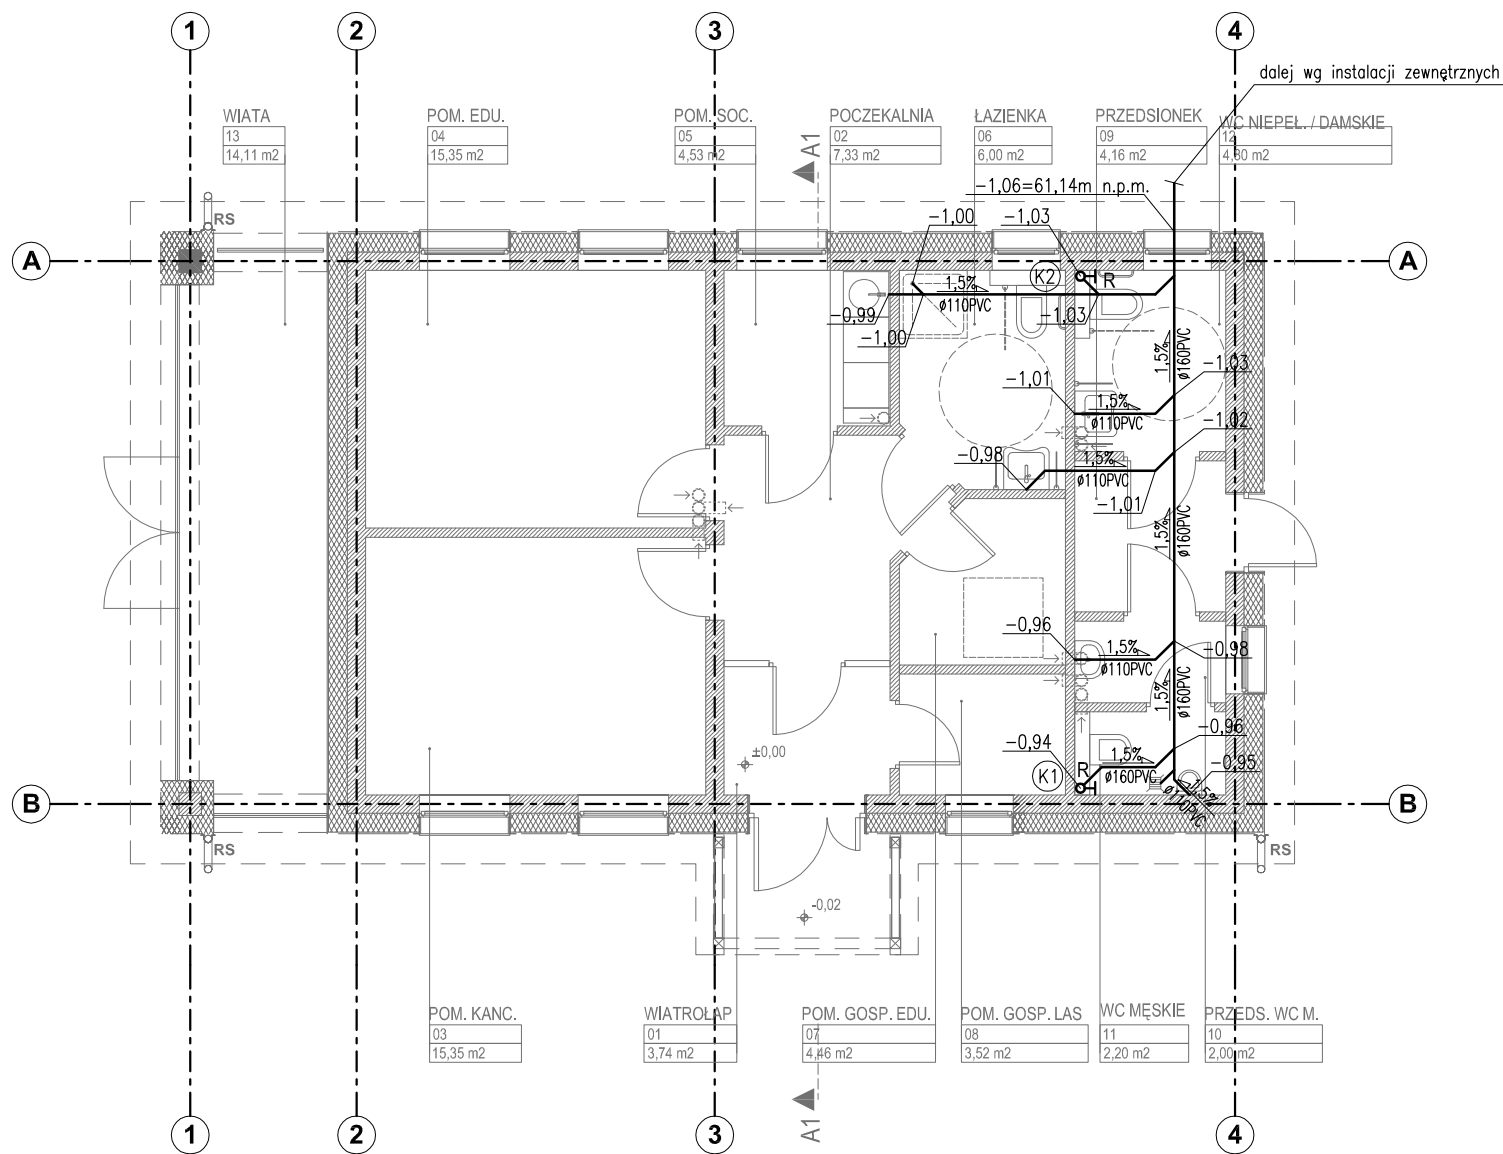 1
2
3
4
dalej wg instalacji zewnętrznych
WIATA
13
14,11 m2
POM. EDU.
04
15,35 m2
POM. SOC.
05
4,53 m2
A1
POCZEKALNIA
02
7,33 m2
ŁAZIENKA
06
6,00 m2
PRZEDSIONEK
09
4,16 m2
WC NIEPEŁ. / DAMSKIE
12
4,80 m2
−1,06=61,14m n.p.m.
RS
−1,00
−1,03
A
A
K2
R
1,5%
ø110PVC
−0,99
−1,03
−1,00
1,5%
ø160PVC
−1,03
−1,01
1,5%
ø110PVC
−1,02
−0,98
1,5%
ø110PVC
−1,01
1,5%
ø160PVC
−0,96
1,5%
ø110PVC
−0,98
1,5%
ø160PVC
−0,96
−0,94
1,5%
ø160PVC
−0,95
±0,00
K1
R
1,5%
ø110PVC
B
B
RS
RS
-0,02
POM. KANC.
03
15,35 m2
WIATROŁAP
01
3,74 m2
POM. GOSP. EDU.
07
4,46 m2
POM. GOSP. LAS
08
3,52 m2
WC MĘSKIE
11
2,20 m2
PRZEDS. WC M.
10
2,00 m2
A1
1
2
3
4